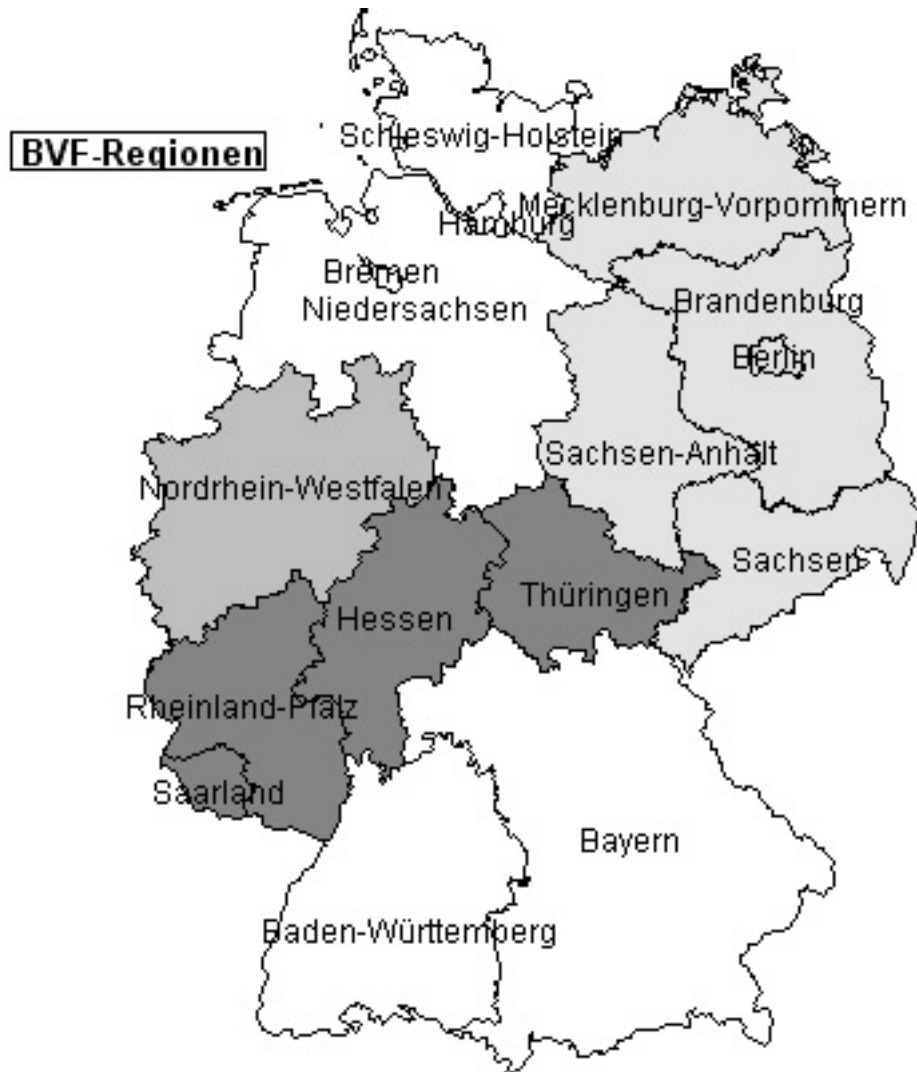 Schleswig-Holstein
BVF-Regionen
Mecklenburg-Vorpommern
Hamburg
Bremen
Brandenburg
Niedersachsen
Berlin
Sachsen-Anhalt
Nordrhein-Westfalen
Sachsen
Thüringen
Hessen
Rheinland-Pfalz
Saarland
Bayern
Baden-Württemberg